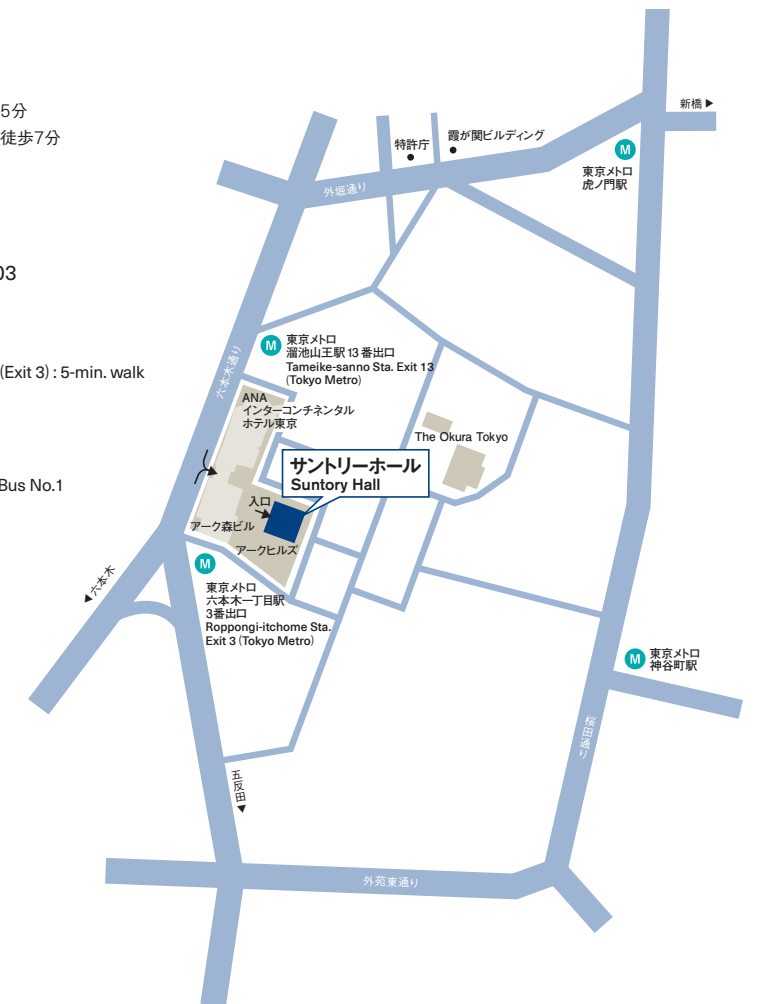 5分
徒歩7分
03
(Exit 3) : 5-min. walk
Bus No.1
新橋 ▶
特許庁
霞が関ビルディング
M
東京メトロ
虎ノ門駅
外堀通り
六本木通り
M
東京メトロ
溜池山王駅 13 番出口
Tameike-sanno Sta. Exit 13
(Tokyo Metro)
ANA
インターコンチネンタル
ホテル東京
The Okura Tokyo
サントリーホール
Suntory Hall
入口
アーク森ビル
アークヒルズ
◀六本木
M
東京メトロ
六本木一丁目駅
3番出口
Roppongi-itchome Sta.
Exit 3 (Tokyo Metro)
M
東京メトロ
神谷町駅
桜田通り
五反田▶
外苑東通り